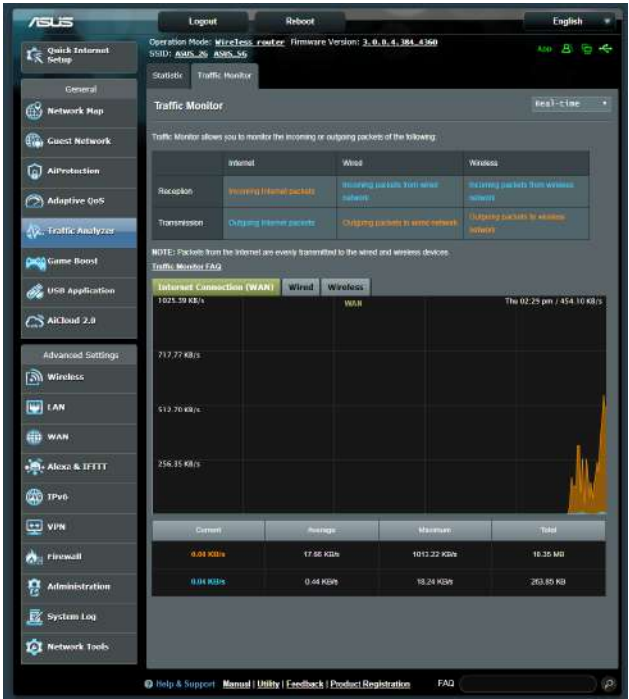 ASUS
Logout
Reboot
English
Quick Internet
Setup
Operation Mode: Wireless router Firmware Version: 3.0.0.4.384_4360
SSID: ASUS_2G ASUS_5G
App
General
Network Map
Guest Network
AiProtection
Adaptive QoS
Traffic Analyzer
Game Boost
USB Application
AiCloud 2.0
Advanced Settings
Wireless
LAN
WAN
Alexa & IFTTT
IPv6
VPN
Firewall
Administration
System Log
Network Tools
Statistic
Traffic Monitor
Traffic Monitor
Real-time
Traffic Monitor allows you to monitor the incoming or outgoing packets of the following:
Internet Wired Wireless
Reception
Incoming Internet packets
Incoming packets from wired
network
Incoming packets from wireless
network
Transmission
Outgoing Internet packets
Outgoing packets to wired network
Outgoing packets to wireless
network
NOTE: Packets from the Internet are evenly transmitted to the wired and wireless devices.
Traffic Monitor FAQ
Internet Connection (WAN) Wired Wireless
1025.39 KB/s
WAN
Thu 02:25 pm / 454.10 KB/s
717.77 KB/s
512.70 KB/s
256.35 KB/s
Current Average Maximum Total
0.04 KB/s 17.66 KB/s 1013.22 KB/s 10.35 MB
0.04 KB/s 0.44 KB/s 18.24 KB/s 263.85 KB
Help & Support Manual | Utility | Feedback | Product Registration FAQ